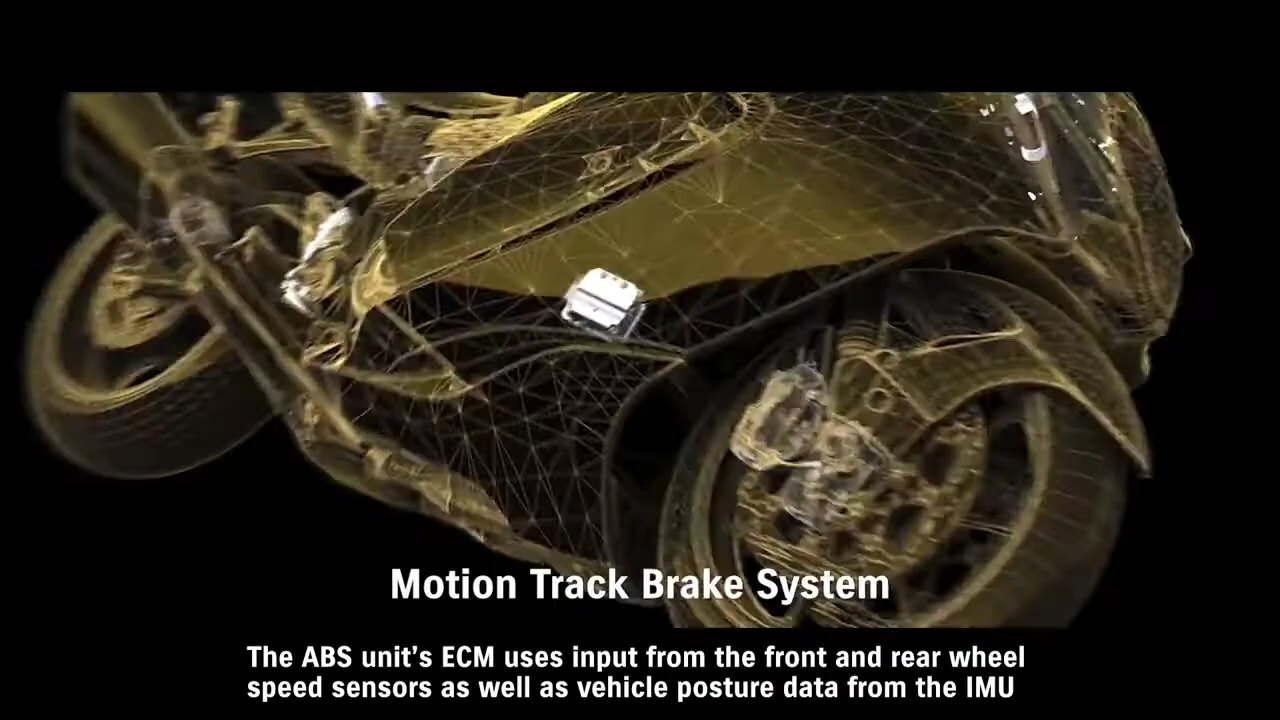 Motion Track Brake System
The ABS unit’s ECM uses input from the front and rear wheel
speed sensors as well as vehicle posture data from the IMU